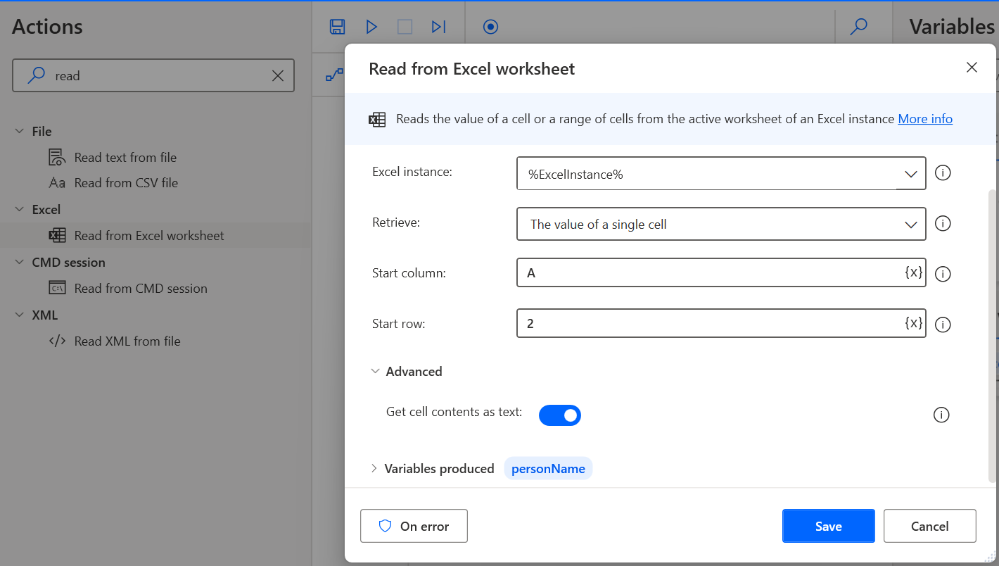 Actions
read
File
Read text from file
Aa Read from CSV file
Excel
Read from Excel worksheet
CMD session
C:\ Read from CMD session
XML
</> Read XML from file
Variables
Read from Excel worksheet
Reads the value of a cell or a range of cells from the active worksheet of an Excel instance More info
Excel instance: %ExcelInstance%
Retrieve: The value of a single cell
Start column: A {x}
Start row: 2 {x}
Advanced
Get cell contents as text:
Variables produced personName
On error Save Cancel